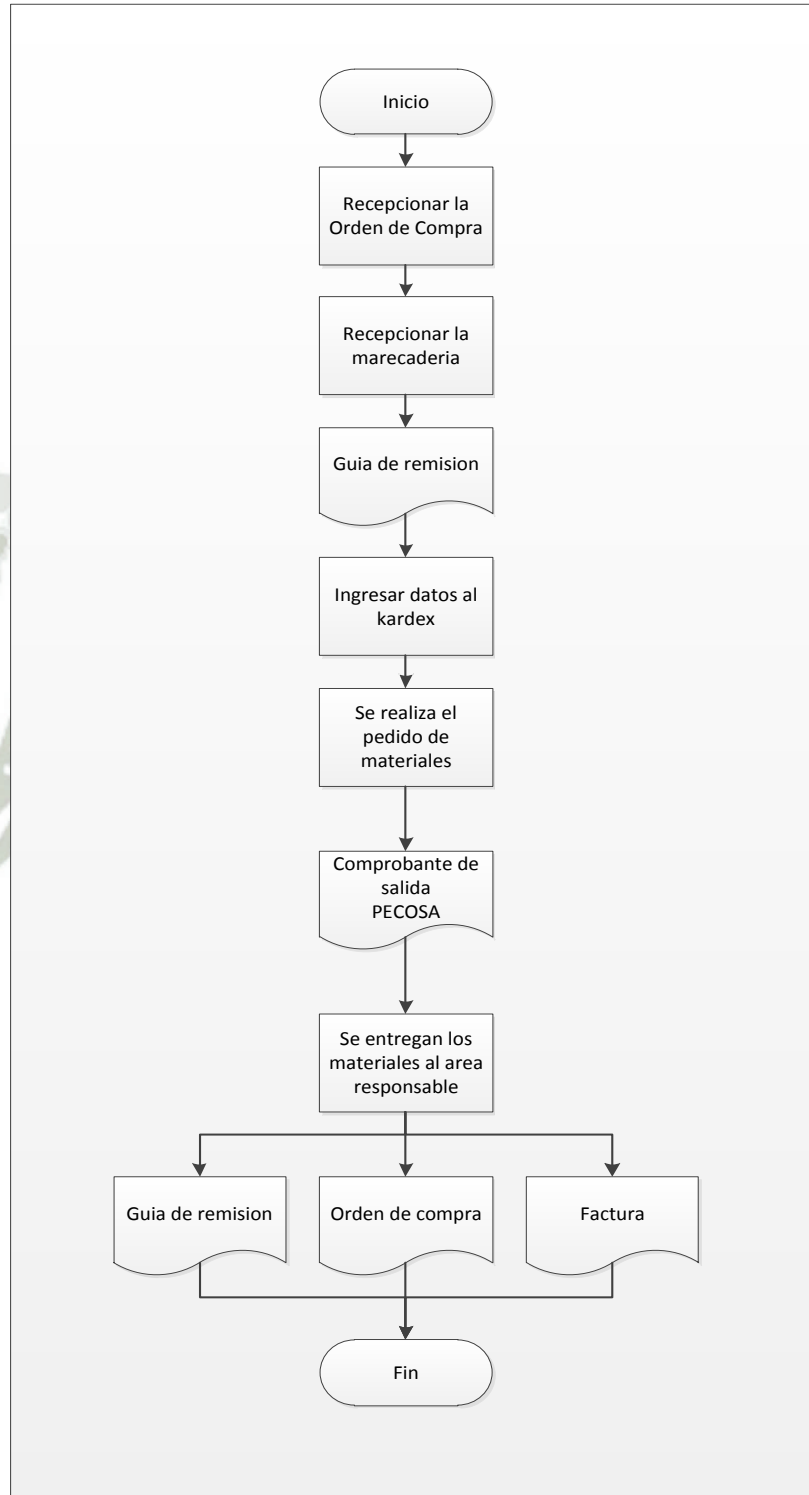 Inicio
Recepcionar la
Orden de Compra
Recepcionar la
marecaderia
Guia de remision
Ingresar datos al
kardex
Se realiza el
pedido de
materiales
Comprobante de
salida
PECOSA
Se entregan los
materiales al area
responsable
Guia de remision
Orden de compra
Factura
Fin